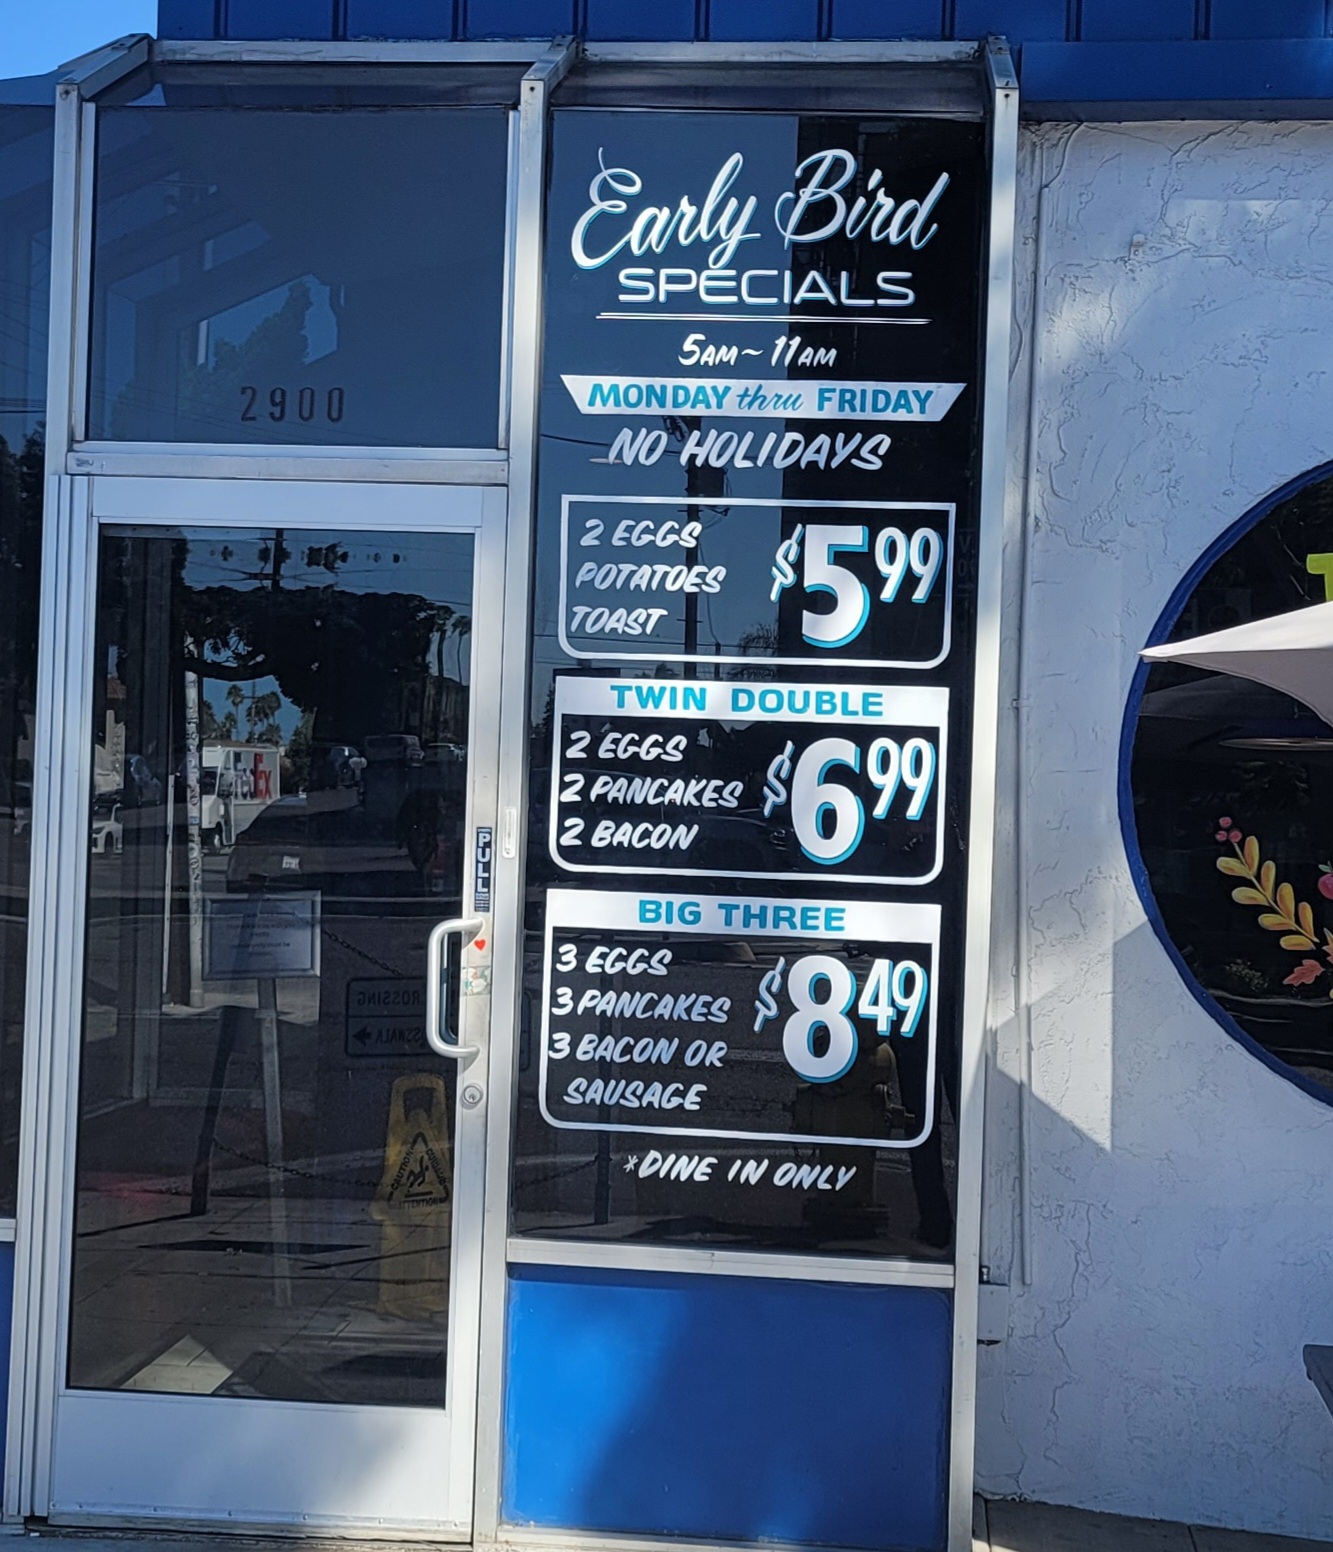 Early Bird
SPECIALS
5AM~11AM
MONDAY thru FRIDAY
NO HOLIDAYS
2 EGGS
POTATOES
TOAST
$5.99
TWIN DOUBLE
2 EGGS
2 PANCAKES
2 BACON
$6.99
BIG THREE
3 EGGS
3 PANCAKES
3 BACON OR
SAUSAGE
$8.49
*DINE IN ONLY
2900
PULL
FedEx
CAUTION